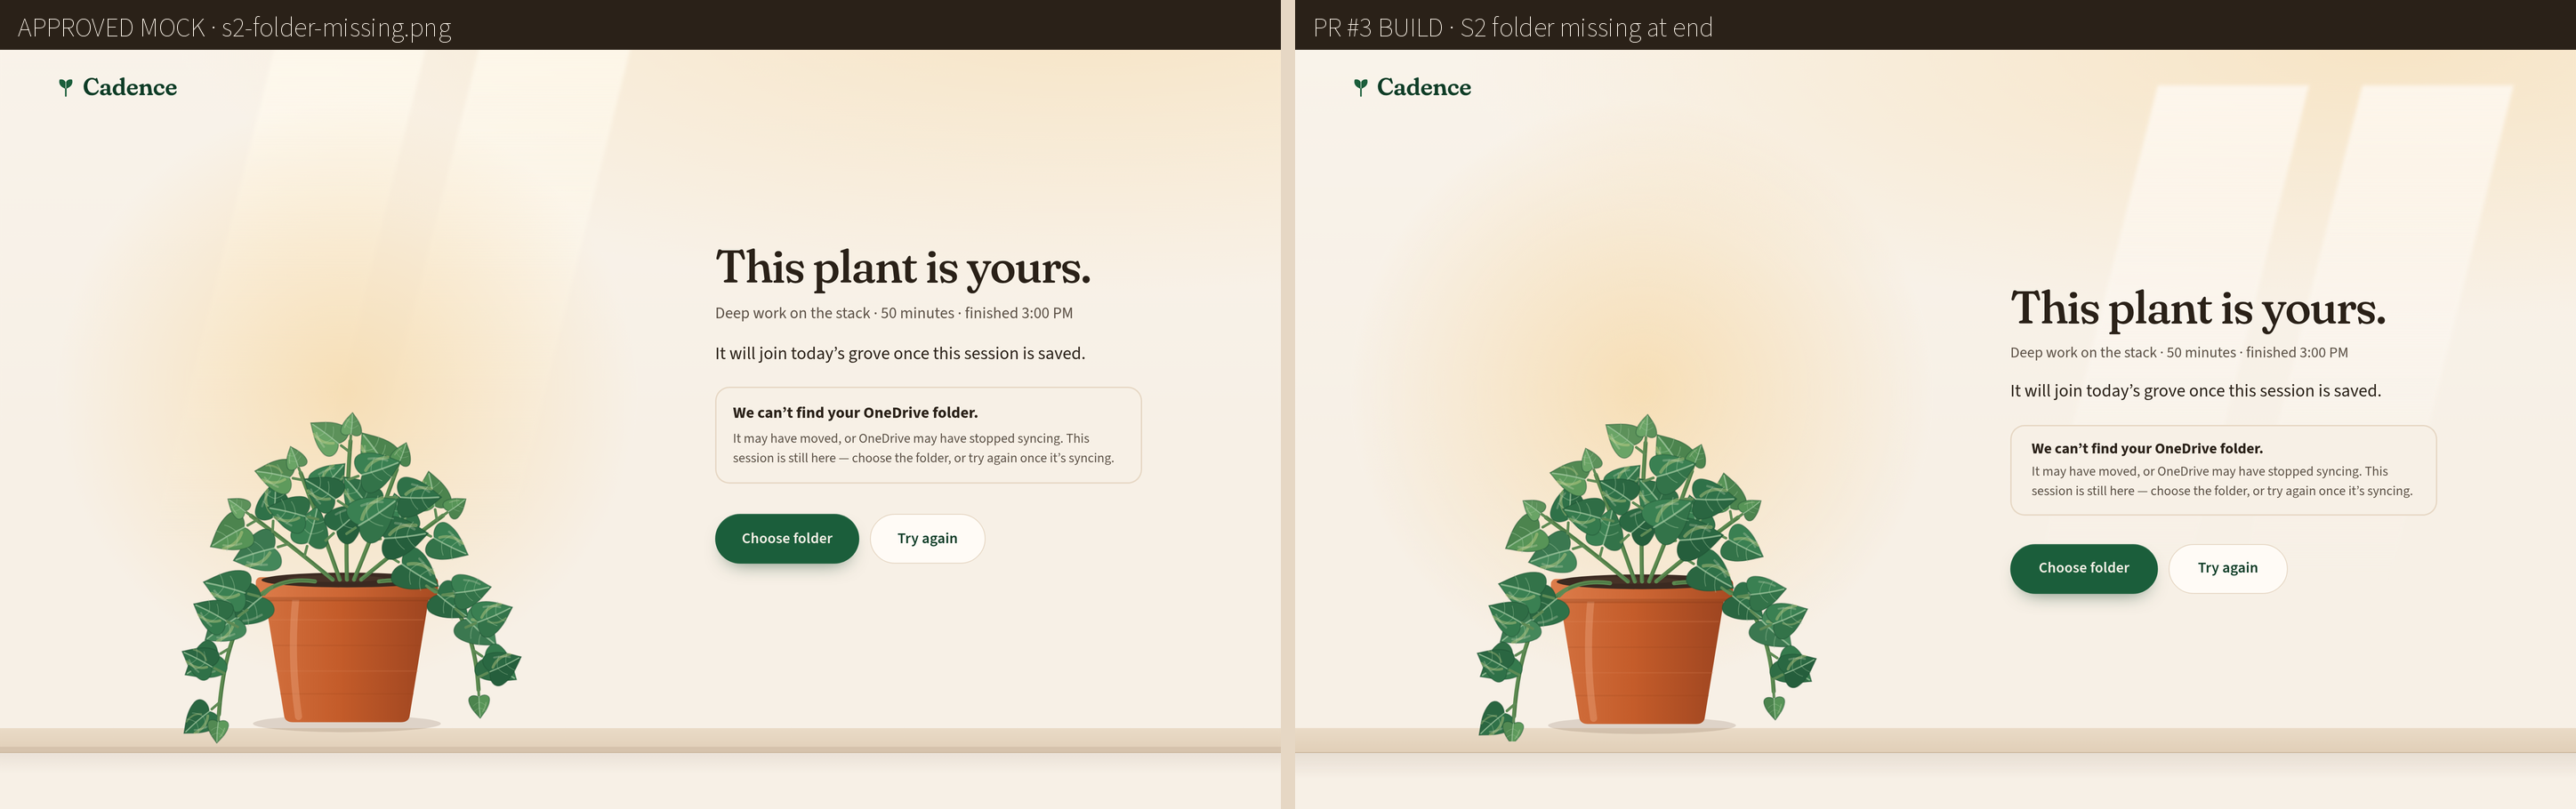 APPROVED MOCK · s2-folder-missing.png
Cadence
This plant is yours.
Deep work on the stack · 50 minutes · finished 3:00 PM
It will join today’s grove once this session is saved.
We can’t find your OneDrive folder.
It may have moved, or OneDrive may have stopped syncing. This
session is still here — choose the folder, or try again once it’s syncing.
Choose folder
Try again
PR #3 BUILD · S2 folder missing at end
Cadence
This plant is yours.
Deep work on the stack · 50 minutes · finished 3:00 PM
It will join today’s grove once this session is saved.
We can’t find your OneDrive folder.
It may have moved, or OneDrive may have stopped syncing. This
session is still here — choose the folder, or try again once it’s syncing.
Choose folder
Try again